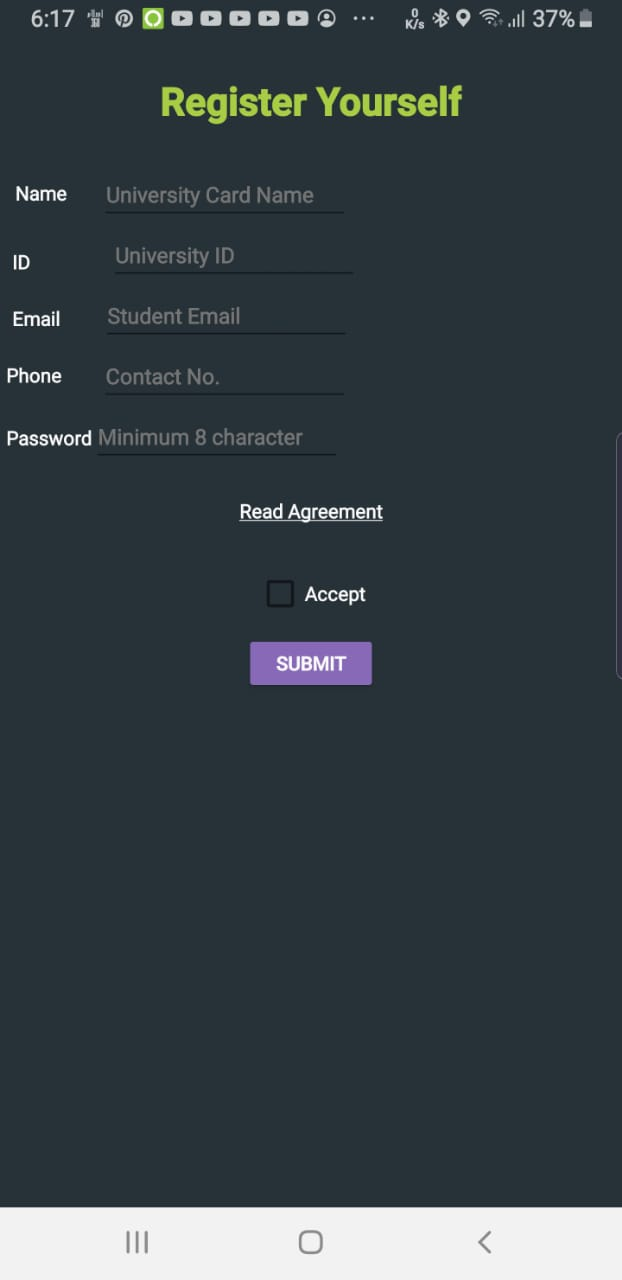 6:17 0 K/s 37%
Register Yourself
Name University Card Name
ID University ID
Email Student Email
Phone Contact No.
Password Minimum 8 character
Read Agreement
Accept
SUBMIT